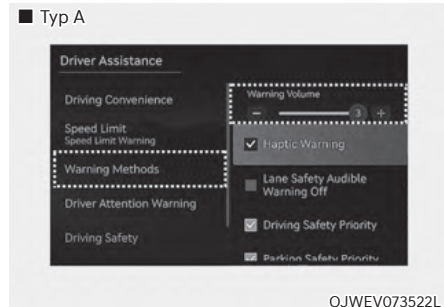 ■ Typ A
Driver Assistance
Driving Convenience
Speed Limit
Speed Limit Warning
Warning Methods
Driver Attention Warning
Driving Safety
Warning Volume
− 3 +
Haptic Warning
Lane Safety Audible
Warning Off
Driving Safety Priority
Parking Safety Priority
OJWEV073522L